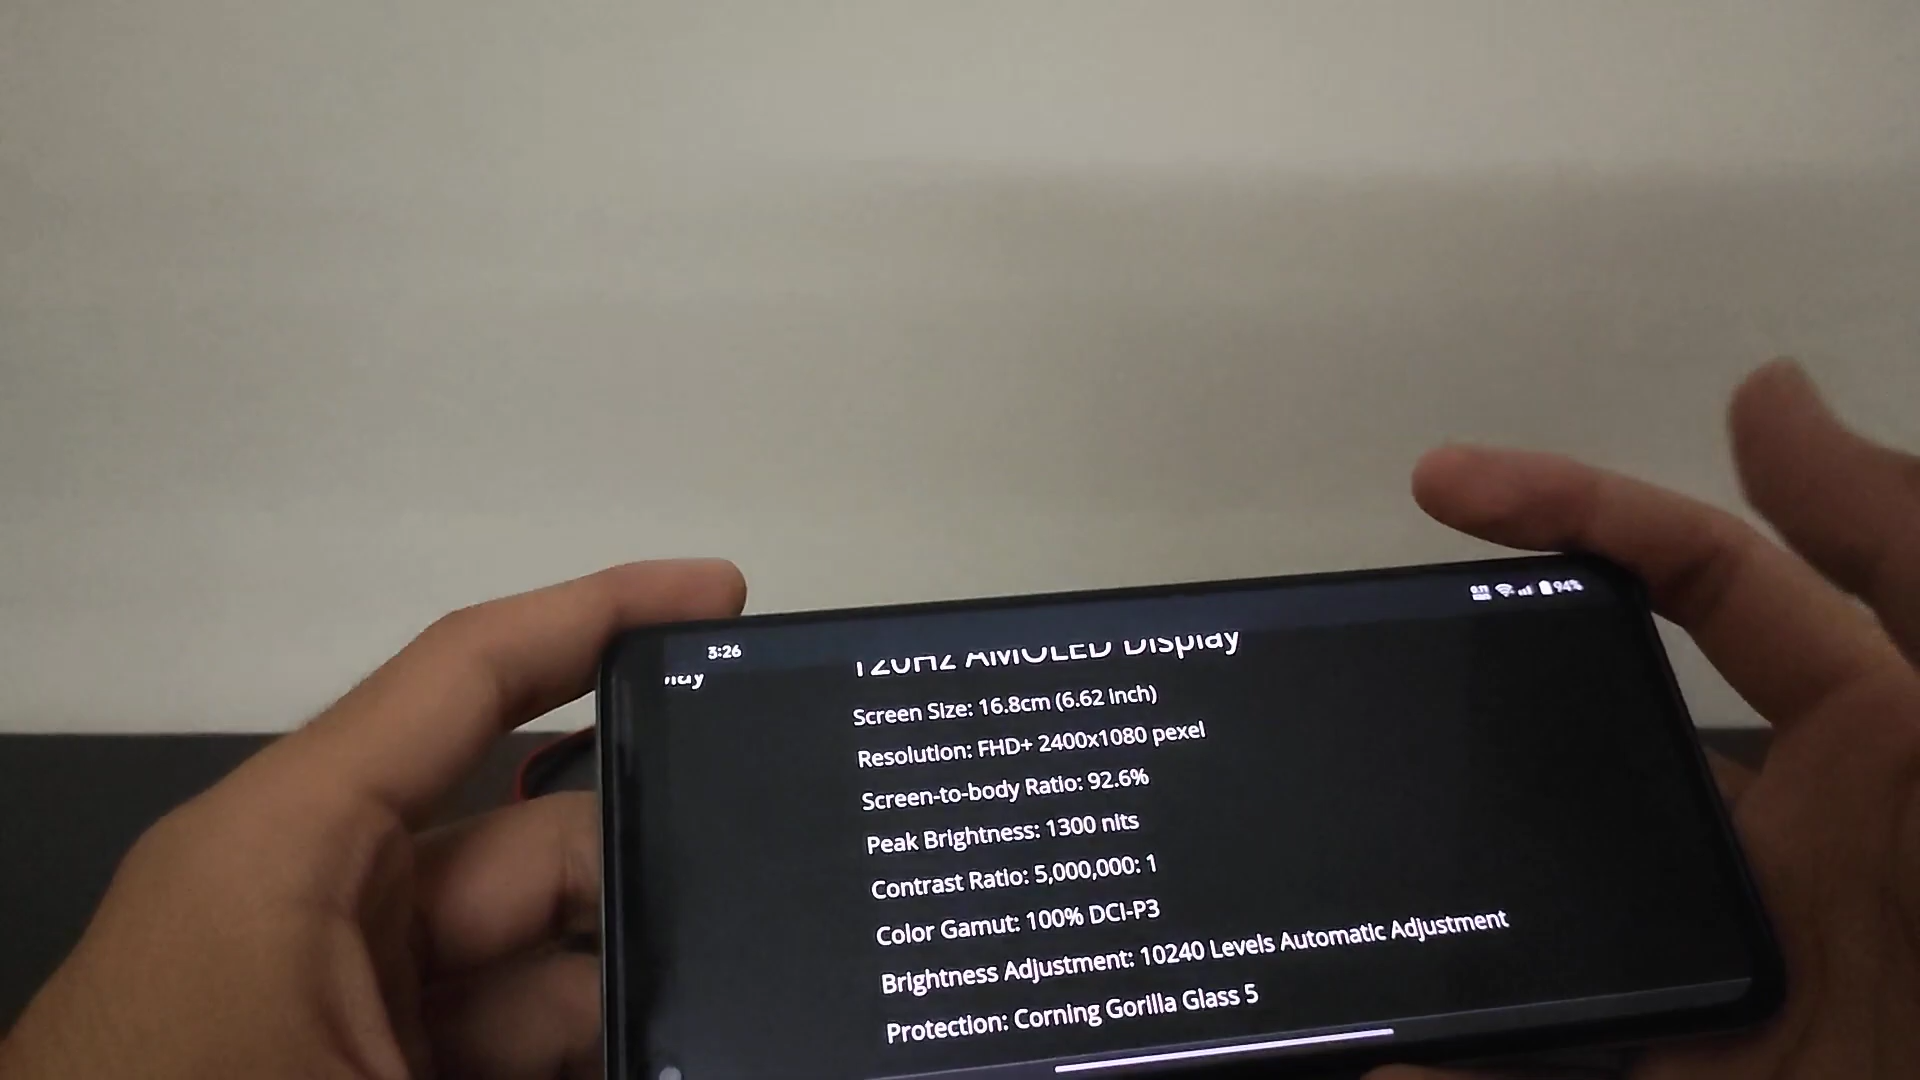 3:26
94%
120Hz AMOLED Display
Screen Size: 16.8cm (6.62 inch)
Resolution: FHD+ 2400x1080 pexel
Screen-to-body Ratio: 92.6%
Peak Brightness: 1300 nits
Contrast Ratio: 5,000,000: 1
Color Gamut: 100% DCI-P3
Brightness Adjustment: 10240 Levels Automatic Adjustment
Protection: Corning Gorilla Glass 5